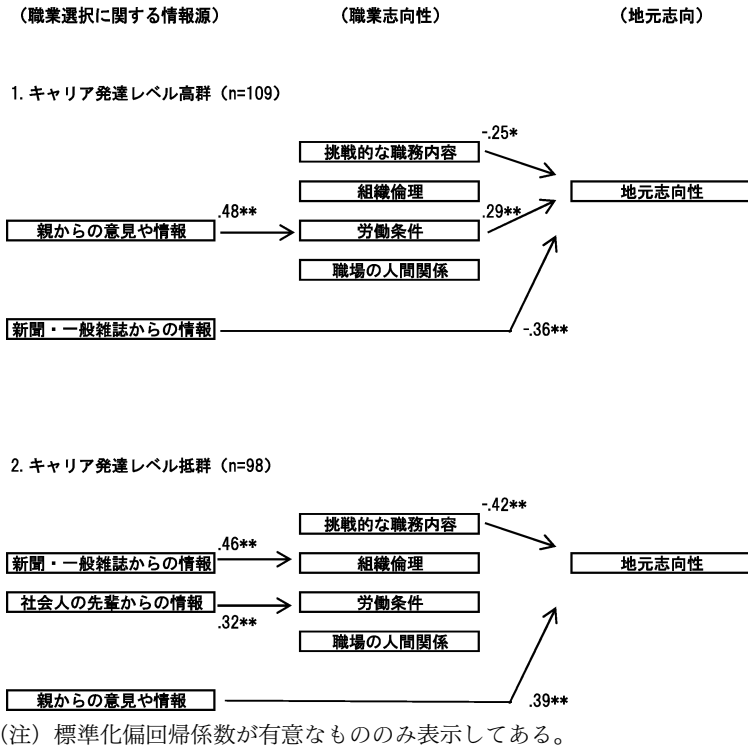 （職業選択に関する情報源） （職業志向性） （地元志向）
1. キャリア発達レベル高群（n=109）
-.25*
挑戦的な職務内容
組織倫理 地元志向性
.48** .29**
親からの意見や情報 労働条件
職場の人間関係
新聞・一般雑誌からの情報 -.36**
2. キャリア発達レベル抵群（n=98）
-.42**
挑戦的な職務内容
.46**
新聞・一般雑誌からの情報 組織倫理 地元志向性
社会人の先輩からの情報 労働条件
.32**
職場の人間関係
親からの意見や情報 .39**
（注）標準化偏回帰係数が有意なもののみ表示してある。